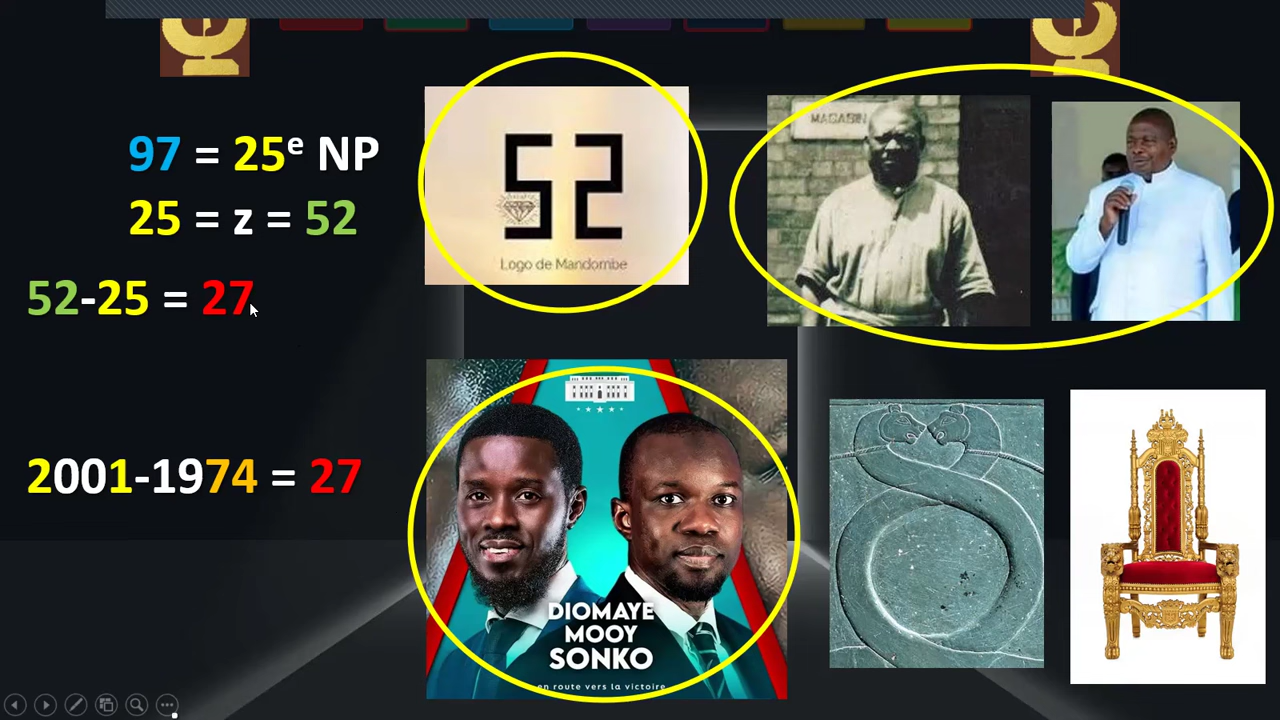 97 = 25ᵉ NP
25 = z = 52
52-25 = 27
2001-1974 = 27
52
Logo de Mandombe
MAGASIN
DIOMAYE
MOOY
SONKO
en route vers la victoire